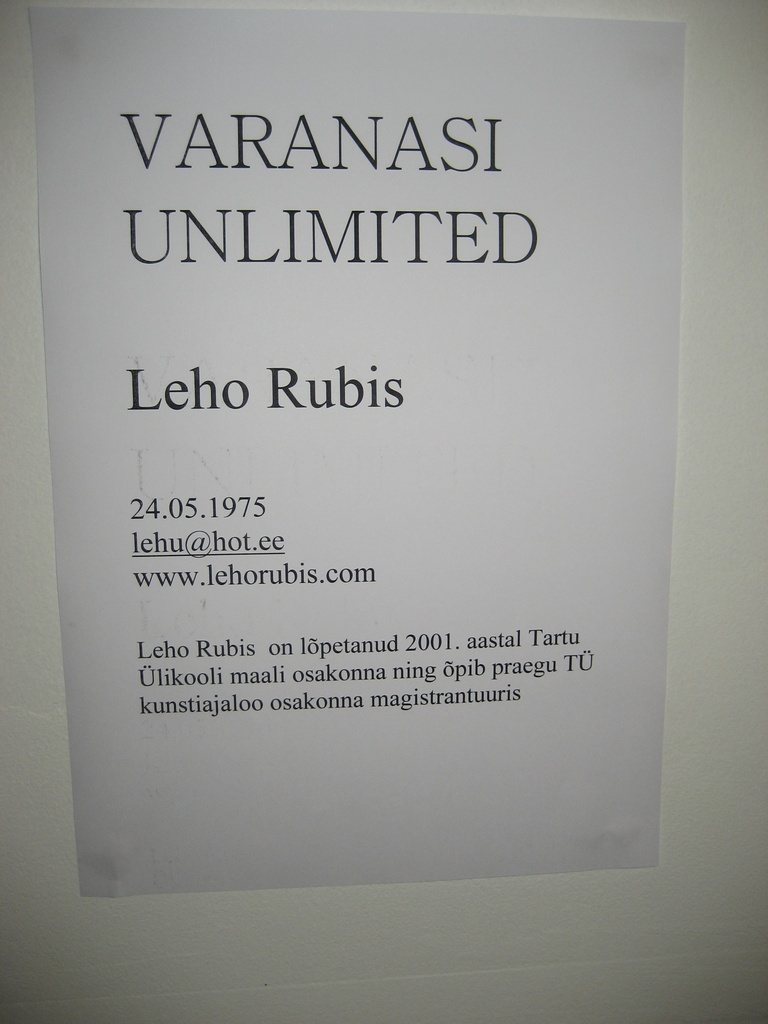 VARANASI
UNLIMITED
Leho Rubis
24.05.1975
lehu@hot.ee
www.lehorubis.com
Leho Rubis on lõpetanud 2001. aastal Tartu
Ülikooli maali osakonna ning õpib praegu TÜ
kunstiajaloo osakonna magistrantuuris